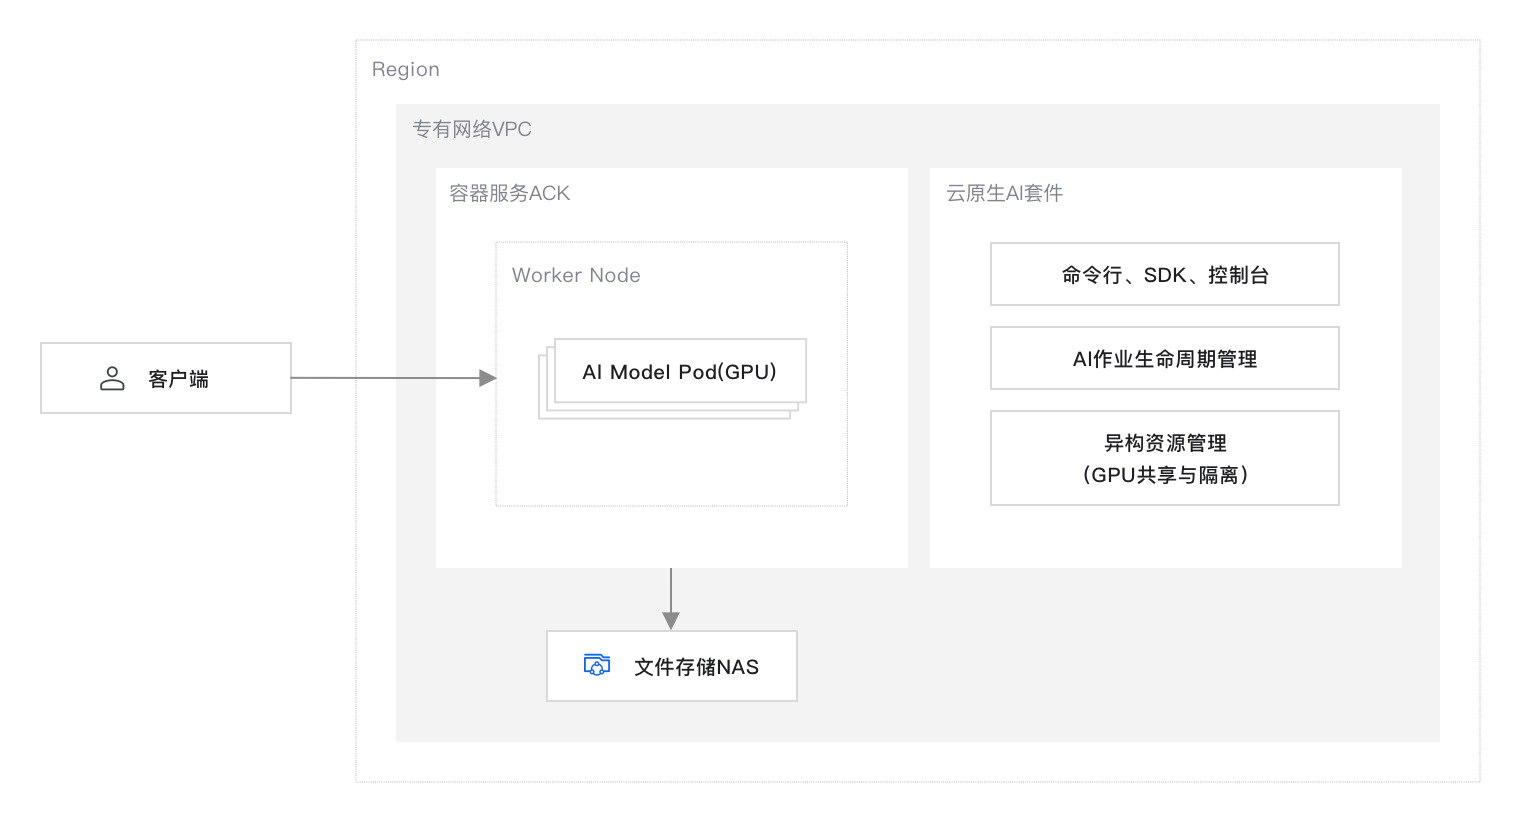 Region
专有网络VPC
容器服务ACK
云原生AI套件
Worker Node
命令行、SDK、控制台
AI作业生命周期管理
客户端
AI Model Pod(GPU)
异构资源管理
（GPU共享与隔离）
文件存储NAS